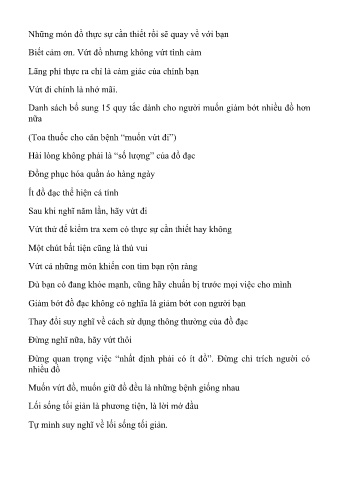 Những món đồ thực sự cần thiết rồi sẽ quay về với bạn
Biết cảm ơn. Vứt đồ nhưng không vứt tình cảm
Lãng phí thực ra chỉ là cảm giác của chính bạn
Vứt đi chính là nhớ mãi.
Danh sách bổ sung 15 quy tắc dành cho người muốn giảm bớt nhiều đồ hơn
nữa
(Toa thuốc cho căn bệnh “muốn vứt đi”)
Hài lòng không phải là “số lượng” của đồ đạc
Đồng phục hóa quần áo hàng ngày
Ít đồ đạc thể hiện cá tính
Sau khi nghĩ năm lần, hãy vứt đi
Vứt thử để kiểm tra xem có thực sự cần thiết hay không
Một chút bất tiện cũng là thú vui
Vứt cả những món khiến con tim bạn rộn ràng
Dù bạn có đang khỏe mạnh, cũng hãy chuẩn bị trước mọi việc cho mình
Giảm bớt đồ đạc không có nghĩa là giảm bớt con người bạn
Thay đổi suy nghĩ về cách sử dụng thông thường của đồ đạc
Đừng nghĩ nữa, hãy vứt thôi
Đừng quan trọng việc “nhất định phải có ít đồ”. Đừng chỉ trích người có
nhiều đồ
Muốn vứt đồ, muốn giữ đồ đều là những bệnh giống nhau
Lối sống tối giản là phương tiện, là lời mở đầu
Tự mình suy nghĩ về lối sống tối giản.